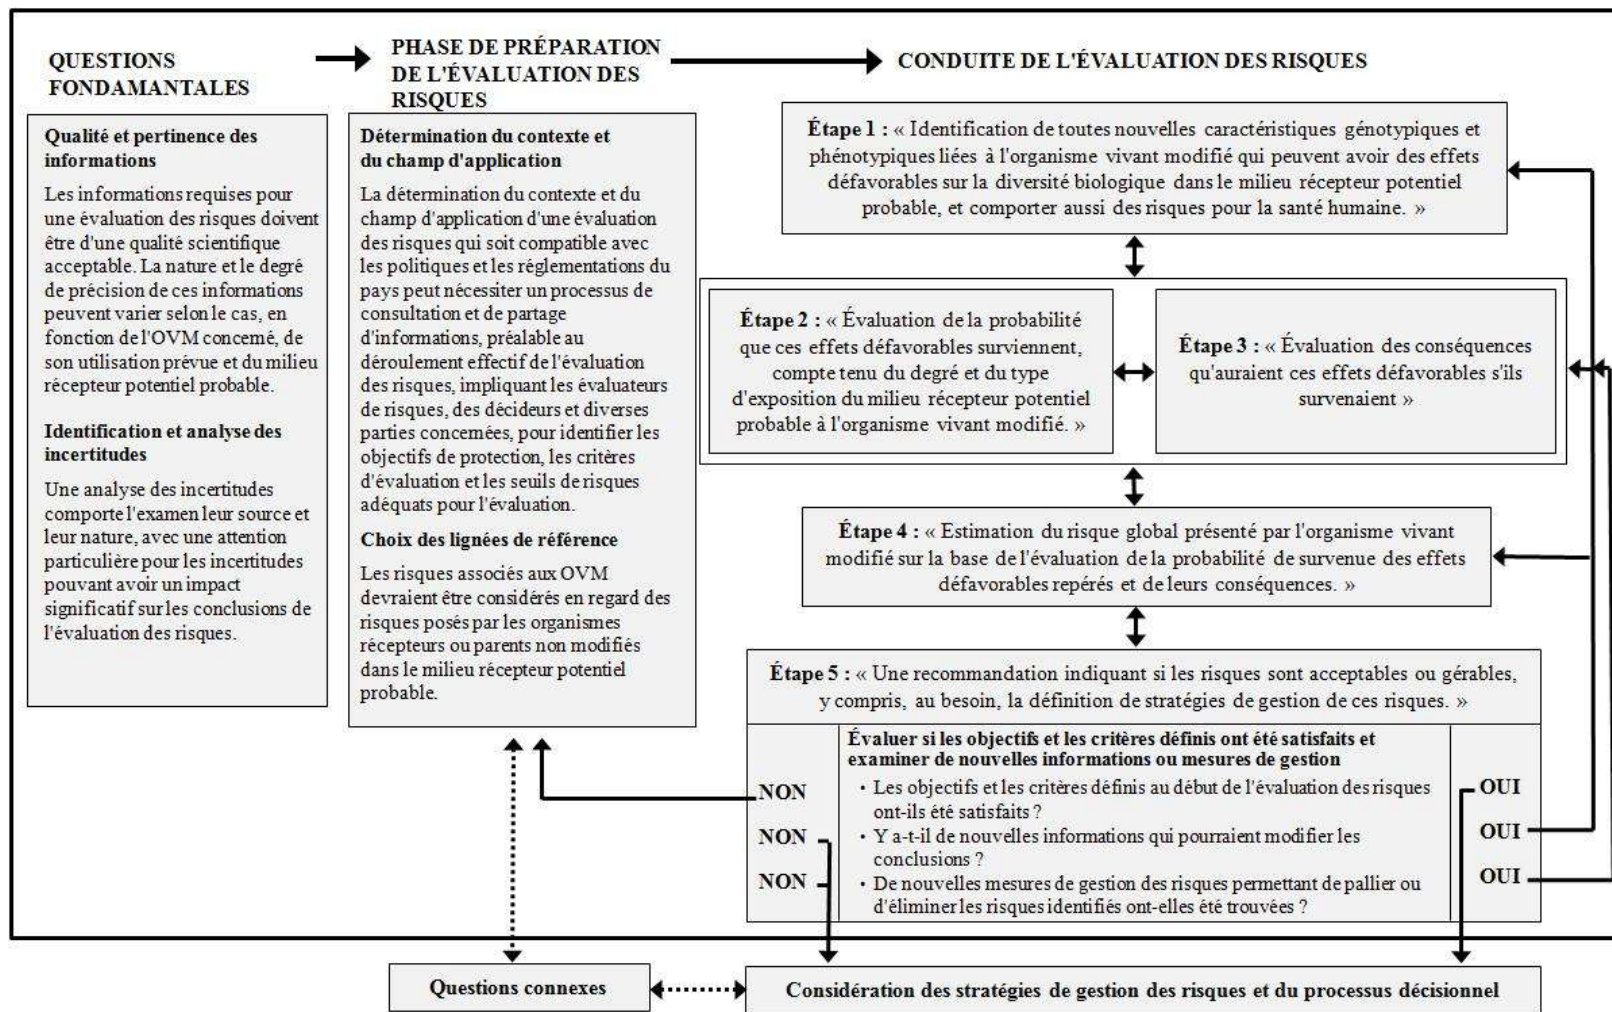 QUESTIONS
FONDAMANTALES
PHASE DE PRÉPARATION
DE L'ÉVALUATION DES
RISQUES
CONDUITE DE L'ÉVALUATION DES RISQUES
Qualité et pertinence des
informations
Les informations requises pour
une évaluation des risques doivent
être d'une qualité scientifique
acceptable. La nature et le degré
de précision de ces informations
peuvent varier selon le cas, en
fonction de l'OVM concerné, de
son utilisation prévue et du milieu
récepteur potentiel probable.
Identification et analyse des
incertitudes
Une analyse des incertitudes
comporte l'examen leur source et
leur nature, avec une attention
particulière pour les incertitudes
pouvant avoir un impact
significatif sur les conclusions de
l'évaluation des risques.
Détermination du contexte et
du champ d'application
La détermination du contexte et du
champ d'application d'une évaluation
des risques qui soit compatible avec
les politiques et les réglementations du
pays peut nécessiter un processus de
consultation et de partage
d'informations, préalable au
déroulement effectif de l'évaluation
des risques, impliquant les évaluateurs
de risques, des décideurs et diverses
parties concernées, pour identifier les
objectifs de protection, les critères
d'évaluation et les seuils de risques
adéquats pour l'évaluation.
Choix des lignées de référence
Les risques associés aux OVM
devraient être considérés en regard des
risques posés par les organismes
récepteurs ou parents non modifiés
dans le milieu récepteur potentiel
probable.
Étape 1 : « Identification de toutes nouvelles caractéristiques génotypiques et
phénotypiques liées à l'organisme vivant modifié qui peuvent avoir des effets
défavorables sur la diversité biologique dans le milieu récepteur potentiel
probable, et comporter aussi des risques pour la santé humaine. »
Étape 2 : « Évaluation de la probabilité
que ces effets défavorables surviennent,
compte tenu du degré et du type
d'exposition du milieu récepteur potentiel
probable à l'organisme vivant modifié. »
Étape 3 : « Évaluation des conséquences
qu'auraient ces effets défavorables s'ils
survenaient »
Étape 4 : « Estimation du risque global présenté par l'organisme vivant
modifié sur la base de l'évaluation de la probabilité de survenue des effets
défavorables repérés et de leurs conséquences. »
Étape 5 : « Une recommandation indiquant si les risques sont acceptables ou gérables,
y compris, au besoin, la définition de stratégies de gestion de ces risques. »
Évaluer si les objectifs et les critères définis ont été satisfaits et
examiner de nouvelles informations ou mesures de gestion
NON
• Les objectifs et les critères définis au début de l'évaluation des risques
ont-ils été satisfaits ?
OUI
NON
• Y a-t-il de nouvelles informations qui pourraient modifier les
conclusions ?
OUI
NON
• De nouvelles mesures de gestion des risques permettant de pallier ou
d'éliminer les risques identifiés ont-elles été trouvées ?
OUI
Questions connexes
Considération des stratégies de gestion des risques et du processus décisionnel